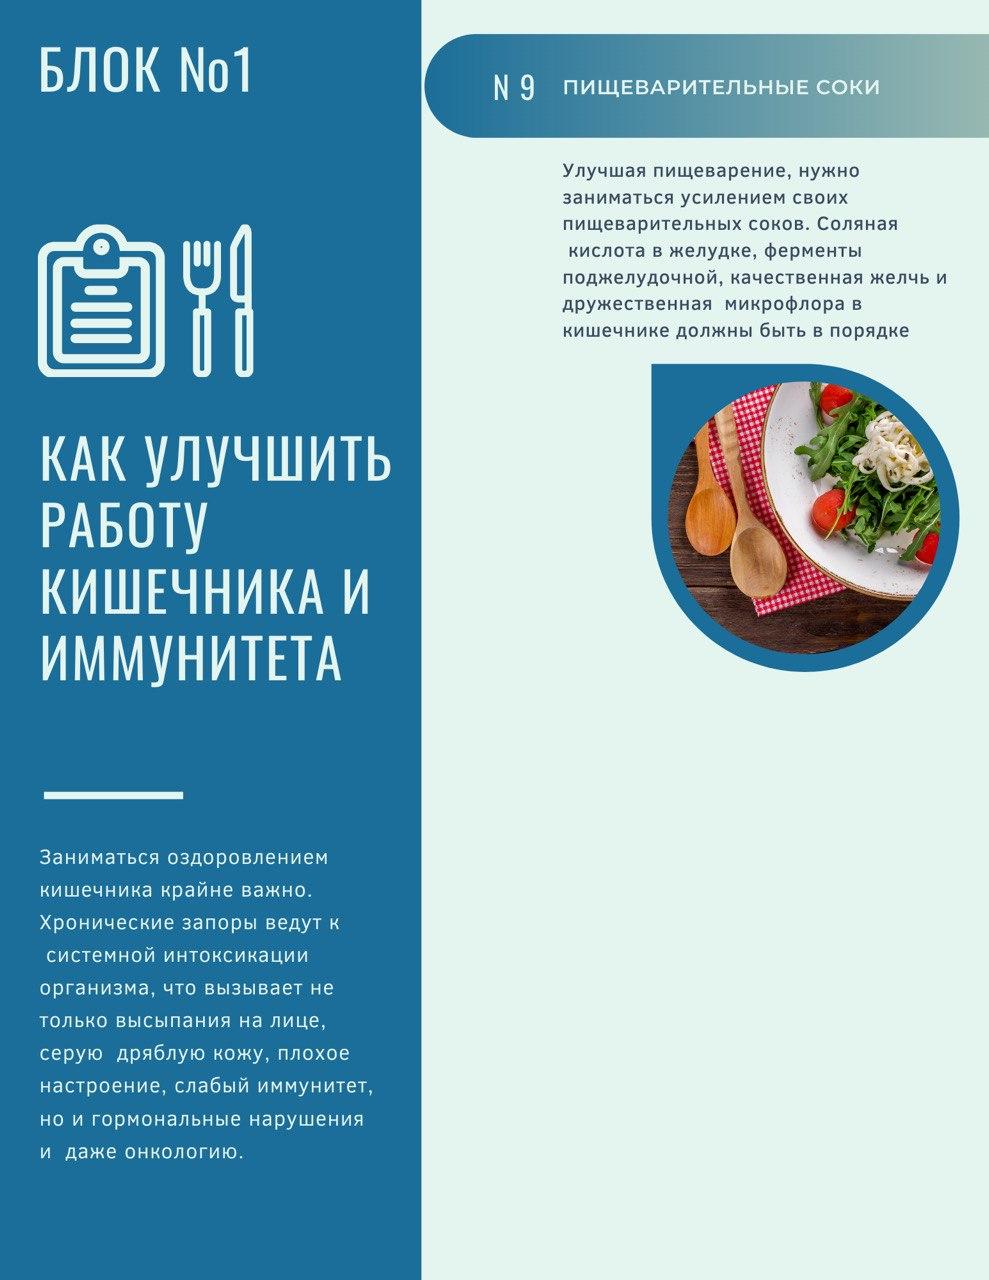 БЛОК №1
КАК УЛУЧШИТЬ
РАБОТУ
КИШЕЧНИКА И
ИММУНИТЕТА
Заниматься оздоровлением
кишечника крайне важно.
Хронические запоры ведут к
системной интоксикации
организма, что вызывает не
только высыпания на лице,
серую дряблую кожу, плохое
настроение, слабый иммунитет,
но и гормональные нарушения
и даже онкологию.
N 9 ПИЩЕВАРИТЕЛЬНЫЕ СОКИ
Улучшая пищеварение, нужно
заниматься усилением своих
пищеварительных соков. Соляная
кислота в желудке, ферменты
поджелудочной, качественная желчь и
дружественная микрофлора в
кишечнике должны быть в порядке